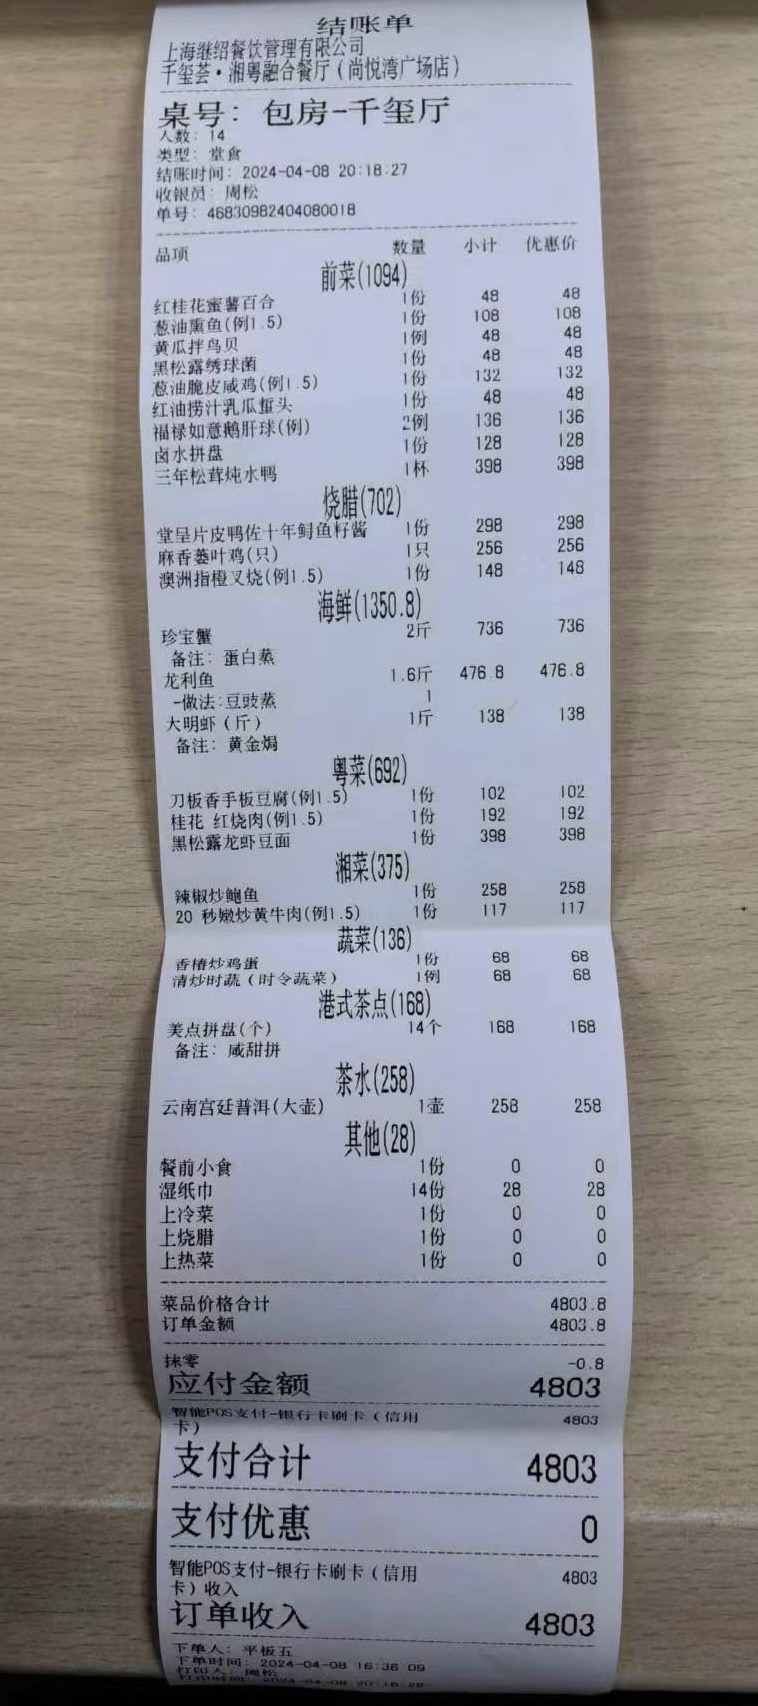 结账单
上海继绍餐饮管理有限公司
千玺荟·湘粤融合餐厅(尚悦湾广场店)
桌号: 包房-千玺厅
人数: 14
类型: 堂食
结账时间: 2024-04-08 20:18:27
收银员: 周松
单号: 46830982404080018
品项 数量 小计 优惠价
前菜(1094)
红桂花蜜薯百合 1份 48 48
葱油熏鱼(例1.5) 1份 108 108
黄瓜拌鸟贝 1例 48 48
黑松露绣球菌 1份 48 48
葱油脆皮咸鸡(例1.5) 1份 132 132
红油捞汁乳瓜蜇头 1份 48 48
福禄如意鹅肝球(例) 2例 136 136
卤水拼盘 1份 128 128
三年松茸炖水鸭 1杯 398 398
烧腊(702)
堂呈片皮鸭佐十年鲟鱼籽酱 1份 298 298
麻香蒌叶鸡(只) 1只 256 256
澳洲指橙叉烧(例1.5) 1份 148 148
海鲜(1350.8)
珍宝蟹 2斤 736 736
备注: 蛋白蒸
龙利鱼 1.6斤 476.8 476.8
-做法:豆豉蒸 1
大明虾(斤) 1斤 138 138
备注: 黄金焗
粤菜(692)
刀板香手板豆腐(例1.5) 1份 102 102
桂花 红烧肉(例1.5) 1份 192 192
黑松露龙虾豆面 1份 398 398
湘菜(375)
辣椒炒鲍鱼 1份 258 258
20 秒嫩炒黄牛肉(例1.5) 1份 117 117
蔬菜(136)
香椿炒鸡蛋 1份 68 68
清炒时蔬(时令蔬菜) 1例 68 68
港式茶点(168)
美点拼盘(个) 14个 168 168
备注: 咸甜拼
茶水(258)
云南宫廷普洱(大壶) 1壶 258 258
其他(28)
餐前小食 1份 0 0
湿纸巾 14份 28 28
上冷菜 1份 0 0
上烧腊 1份 0 0
上热菜 1份 0 0
菜品价格合计 4803.8
订单金额 4803.8
抹零 -0.8
应付金额 4803
智能POS支付-银行卡刷卡(信用 4803
卡)
支付合计 4803
支付优惠 0
智能POS支付-银行卡刷卡(信用 4803
卡)收入
订单收入 4803
下单人: 平板五
下单时间: 2024-04-08 16:36:09
打印人: 周松
打印时间: 2024-04-08 20:18:28